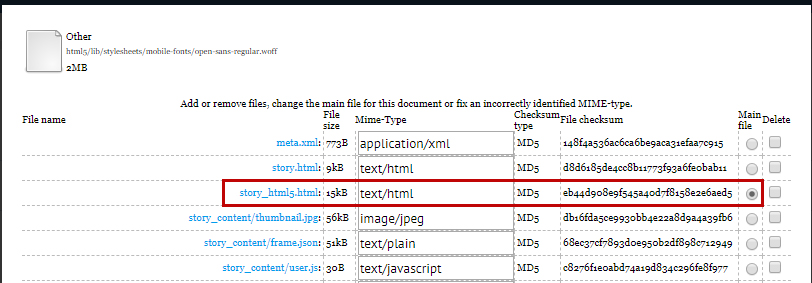 Other
html5/lib/stylesheets/mobile-fonts/open-sans-regular.woff
2MB
Add or remove files, change the main file for this document or fix an incorrectly identified MIME-type.
File name File size Mime-Type Checksum type File checksum Main file Delete
meta.xml: 773B application/xml MD5 148f4a536ac6ca6be9aca31efaa7c915
story.html: 9kB text/html MD5 d8d6185de4cc8b11773f93a6feobab11
story_html5.html: 15kB text/html MD5 eb44d908e9f545a40d7f8158e2e6aed5
story_content/thumbnail.jpg: 56kB image/jpeg MD5 db16fda5ce9930bb4e22a8d9a4a39fb6
story_content/frame.json: 51kB text/plain MD5 68ec37cf7893d0e950b2df898c712949
story_content/user.js: 30B text/javascript MD5 c8276f1e0abd74a19d834c296fe8f977